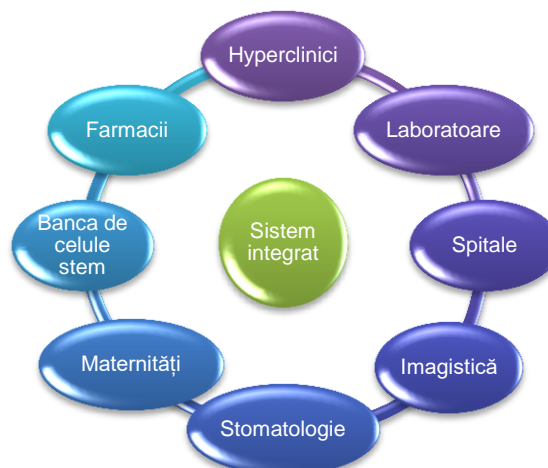 Hyperclinici
Laboratoare
Spitale
Imagistică
Stomatologie
Maternități
Banca de
celule
stem
Farmacii
Sistem
integrat